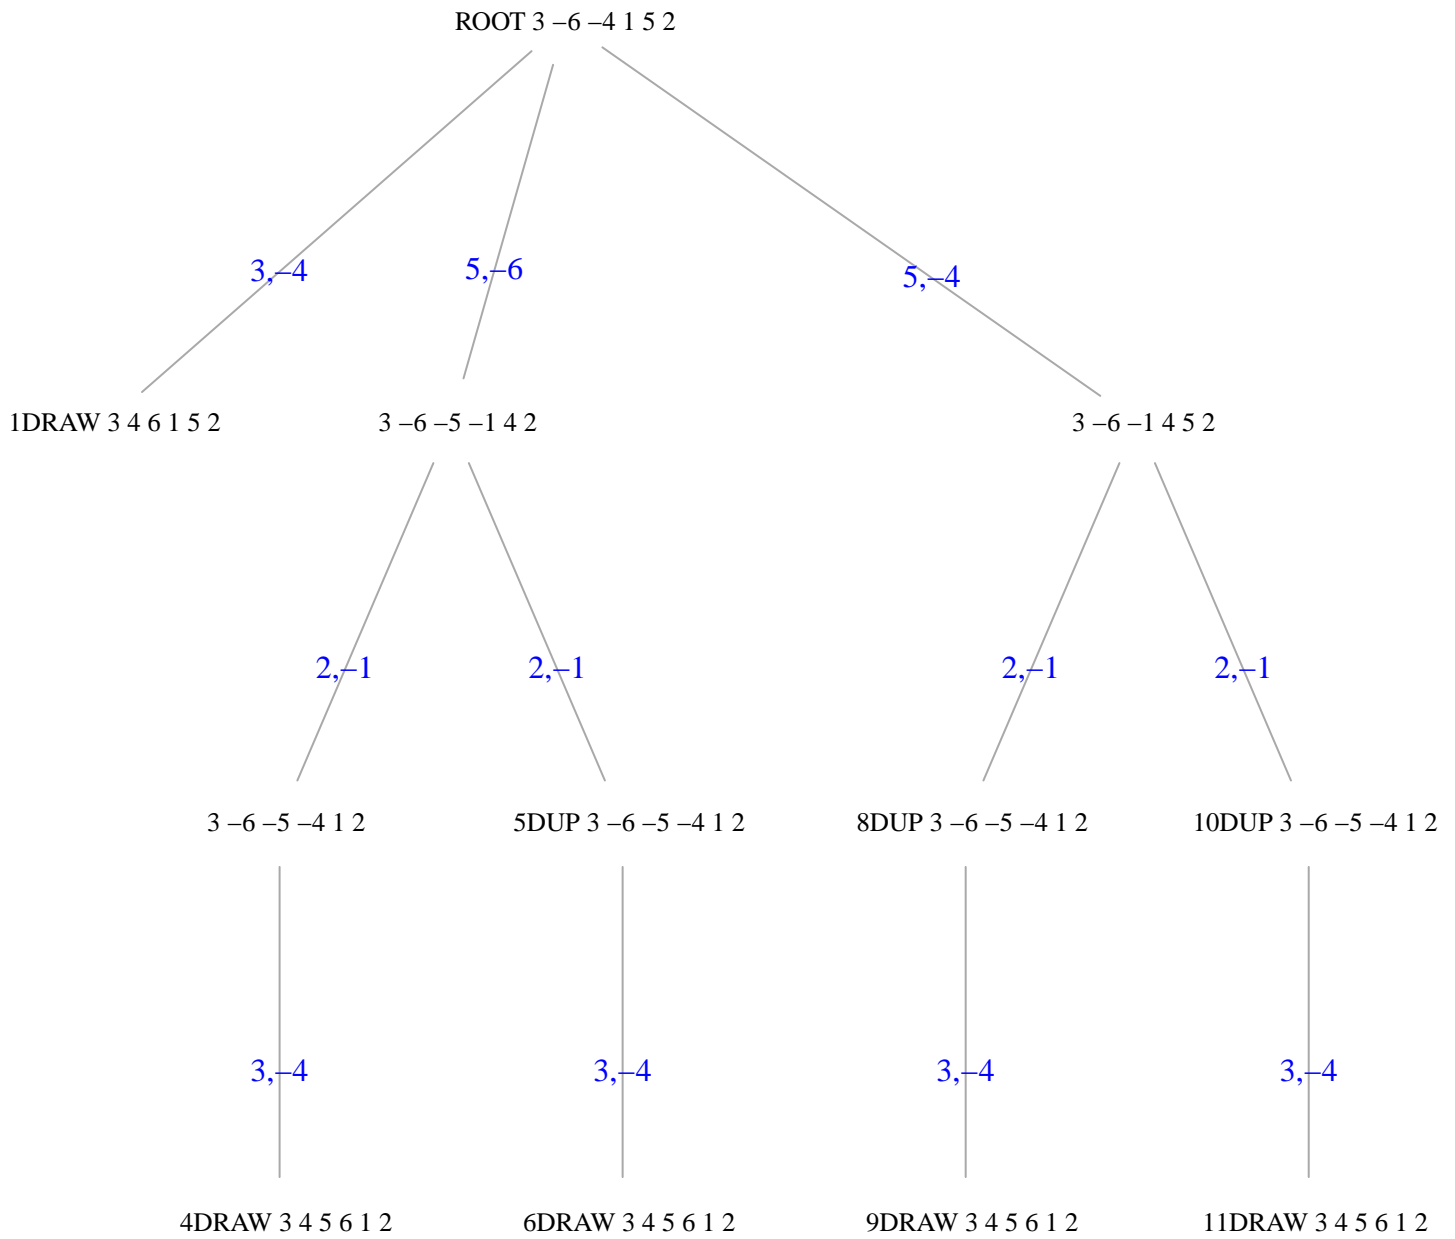 ROOT 3 –6 –4 1 5 2
3,–4
5,–6
5,–4
1DRAW 3 4 6 1 5 2
3 –6 –5 –1 4 2
3 –6 –1 4 5 2
2,–1
2,–1
2,–1
2,–1
3 –6 –5 –4 1 2
5DUP 3 –6 –5 –4 1 2
8DUP 3 –6 –5 –4 1 2
10DUP 3 –6 –5 –4 1 2
3,–4
3,–4
3,–4
3,–4
4DRAW 3 4 5 6 1 2
6DRAW 3 4 5 6 1 2
9DRAW 3 4 5 6 1 2
11DRAW 3 4 5 6 1 2